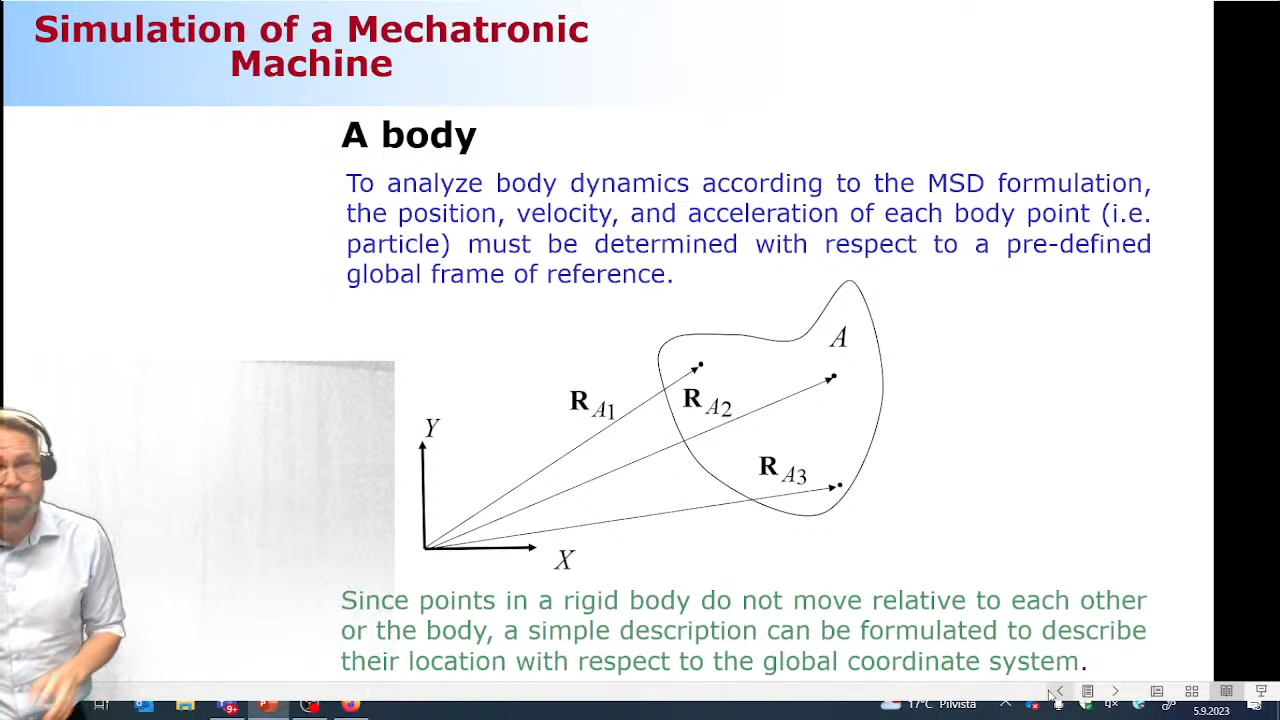 Simulation of a Mechatronic
Machine
A body
To analyze body dynamics according to the MSD formulation,
the position, velocity, and acceleration of each body point (i.e.
particle) must be determined with respect to a pre-defined
global frame of reference.
A
R A1
R A2
Y
R A3
X
Since points in a rigid body do not move relative to each other
or the body, a simple description can be formulated to describe
their location with respect to the global coordinate system.
17°C Pilvistä
5.9.2023